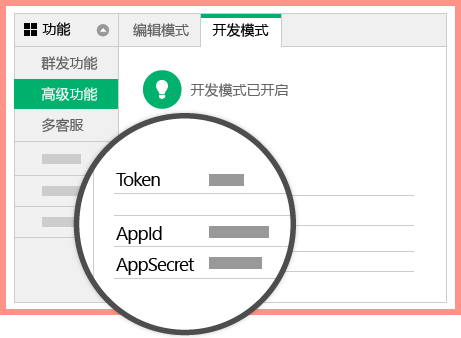 功能
编辑模式
开发模式
群发功能
高级功能
多客服
开发模式已开启
Token
AppId
AppSecret